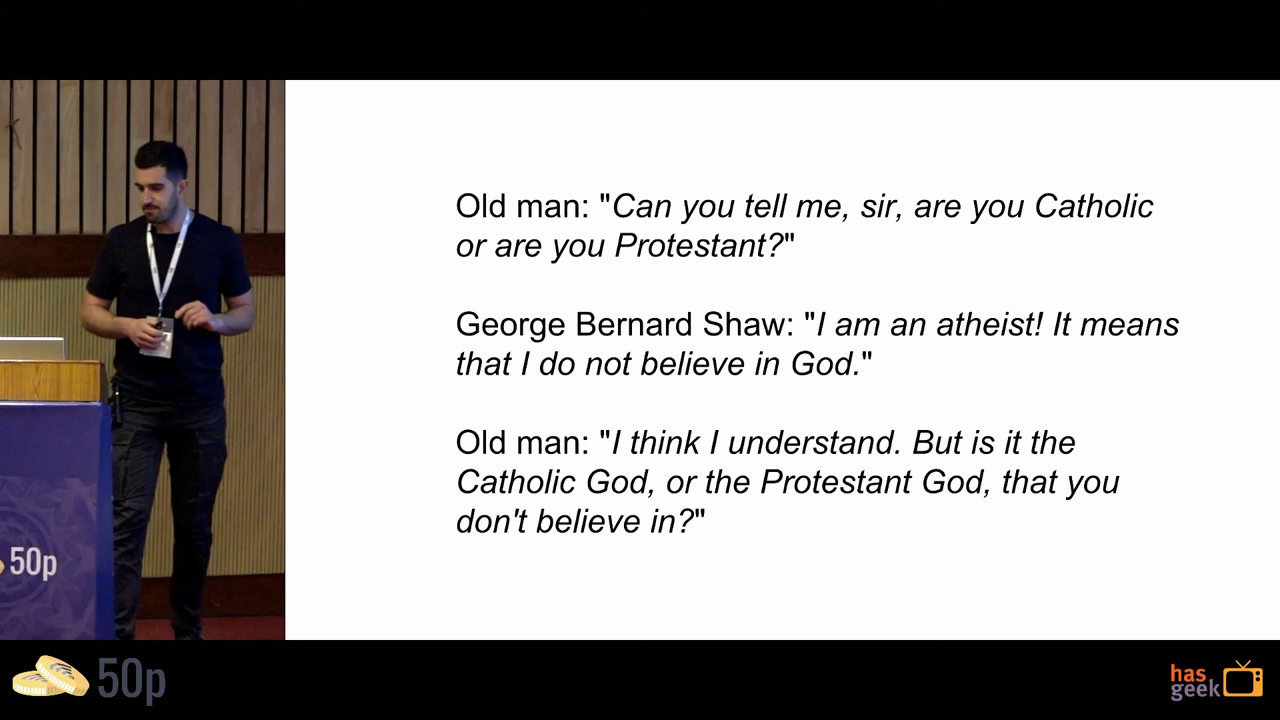 Old man: "Can you tell me, sir, are you Catholic
or are you Protestant?"
George Bernard Shaw: "I am an atheist! It means
that I do not believe in God."
Old man: "I think I understand. But is it the
Catholic God, or the Protestant God, that you
don't believe in?"
50p
50p
has
geek